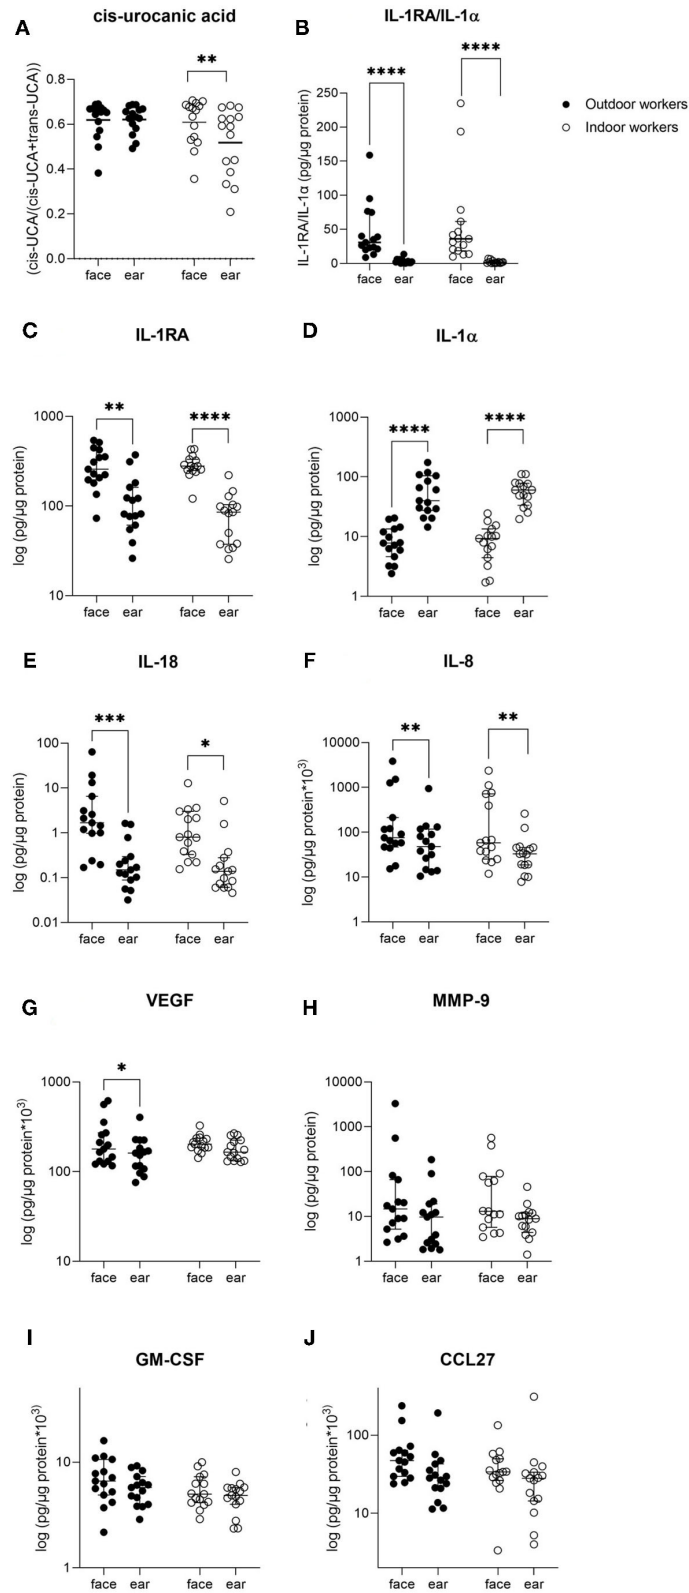 A
cis-urocanic acid
(cis-UCA/(cis-UCA+trans-UCA))
**
0.8
0.6
0.4
0.2
0.0
face ear face ear
B
IL-1RA/IL-1α
IL-1RA/IL-1α (pg/µg protein)
**** ****
250
200
150
100
50
0
face ear face ear
Outdoor workers
Indoor workers
C
IL-1RA
log (pg/µg protein)
** ****
1000
100
10
face ear face ear
D
IL-1α
log (pg/µg protein)
**** ****
1000
100
10
1
face ear face ear
E
IL-18
log (pg/µg protein)
*** *
100
10
1
0.1
0.01
face ear face ear
F
IL-8
log (pg/µg protein*10³)
** **
10000
1000
100
10
1
face ear face ear
G
VEGF
log (pg/µg protein*10³)
*
1000
100
10
face ear face ear
H
MMP-9
log (pg/µg protein)
10000
1000
100
10
1
face ear face ear
I
GM-CSF
log (pg/µg protein*10³)
10
1
face ear face ear
J
CCL27
log (pg/µg protein*10³)
100
10
face ear face ear